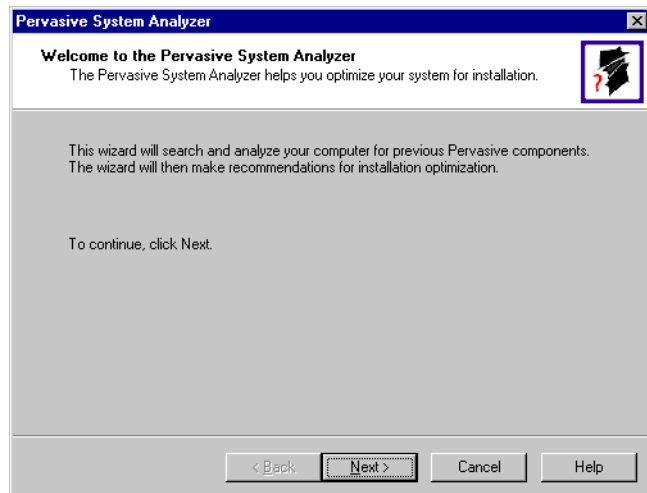 Pervasive System Analyzer
Welcome to the Pervasive System Analyzer
The Pervasive System Analyzer helps you optimize your system for installation.
?
This wizard will search and analyze your computer for previous Pervasive components.
The wizard will then make recommendations for installation optimization.
To continue, click Next.
< Back
Next >
Cancel
Help